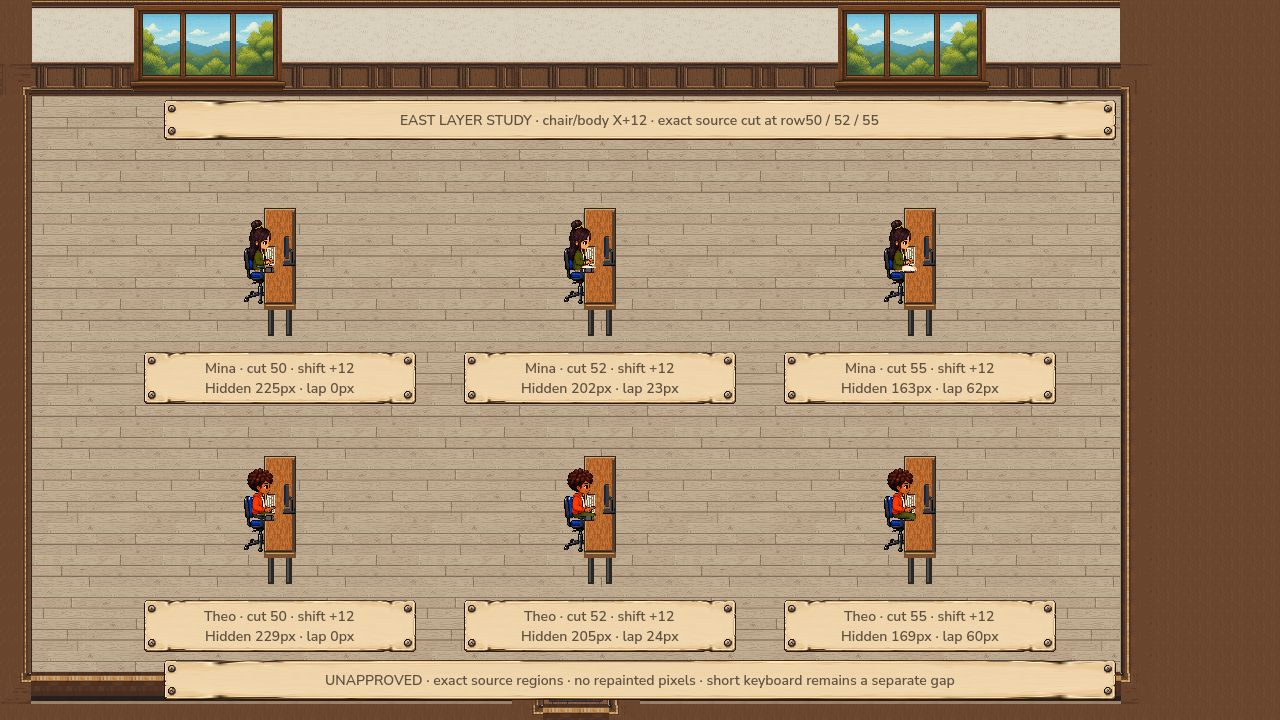 EAST LAYER STUDY · chair/body X+12 · exact source cut at row50 / 52 / 55
Mina · cut 50 · shift +12
Hidden 225px · lap 0px
Mina · cut 52 · shift +12
Hidden 202px · lap 23px
Mina · cut 55 · shift +12
Hidden 163px · lap 62px
Theo · cut 50 · shift +12
Hidden 229px · lap 0px
Theo · cut 52 · shift +12
Hidden 205px · lap 24px
Theo · cut 55 · shift +12
Hidden 169px · lap 60px
UNAPPROVED · exact source regions · no repainted pixels · short keyboard remains a separate gap